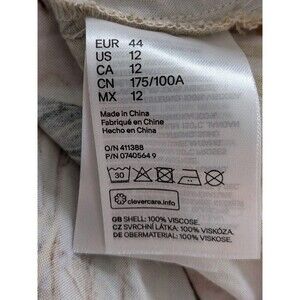 EUR 44
US 12
CA 12
CN 175/100A
MX 12
Made in China
Fabriqué en Chine
Hecho en China
O/N 411388
P/N 0740564 9
30
clevercare.info
GB SHELL: 100% VISCOSE.
CZ SVRCHNÍ LÁTKA: 100% VISKÓZA.
DE OBERMATERIAL: 100% VISKOSE.